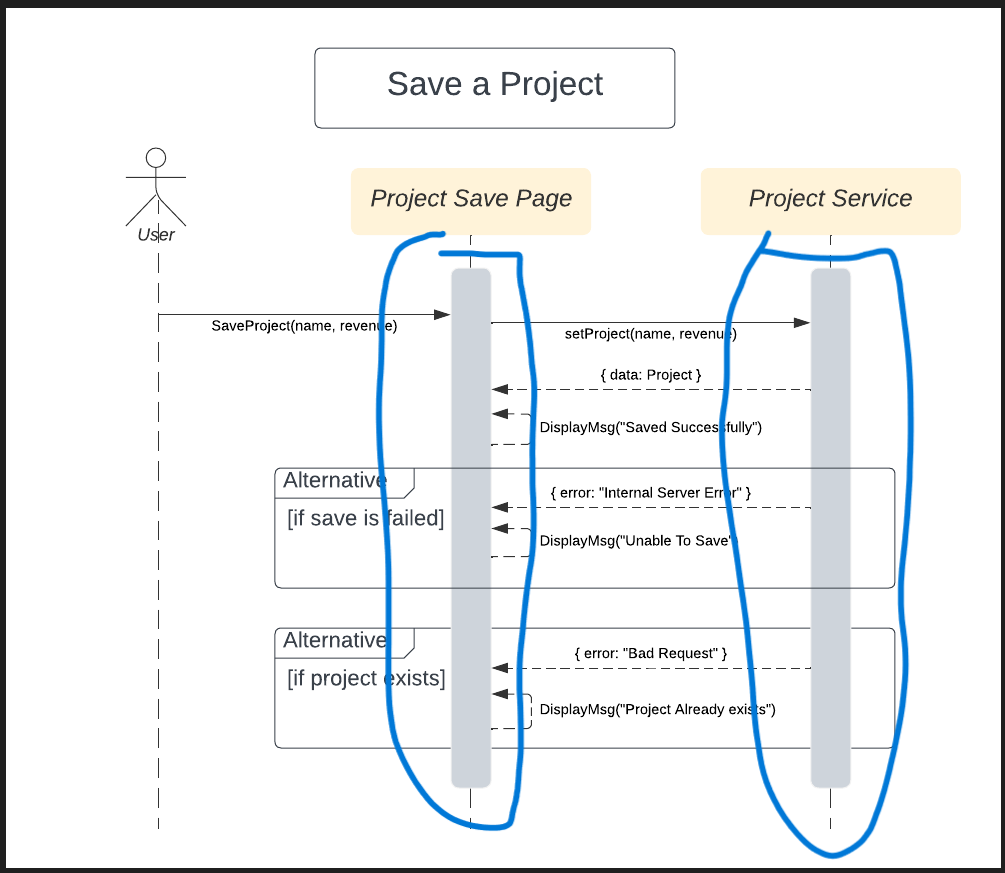 Save a Project
User
Project Save Page
Project Service
SaveProject(name, revenue)
setProject(name, revenue)
{ data: Project }
DisplayMsg("Saved Successfully")
Alternative
[if save is failed]
{ error: "Internal Server Error" }
DisplayMsg("Unable To Save")
Alternative
[if project exists]
{ error: "Bad Request" }
DisplayMsg("Project Already exists")